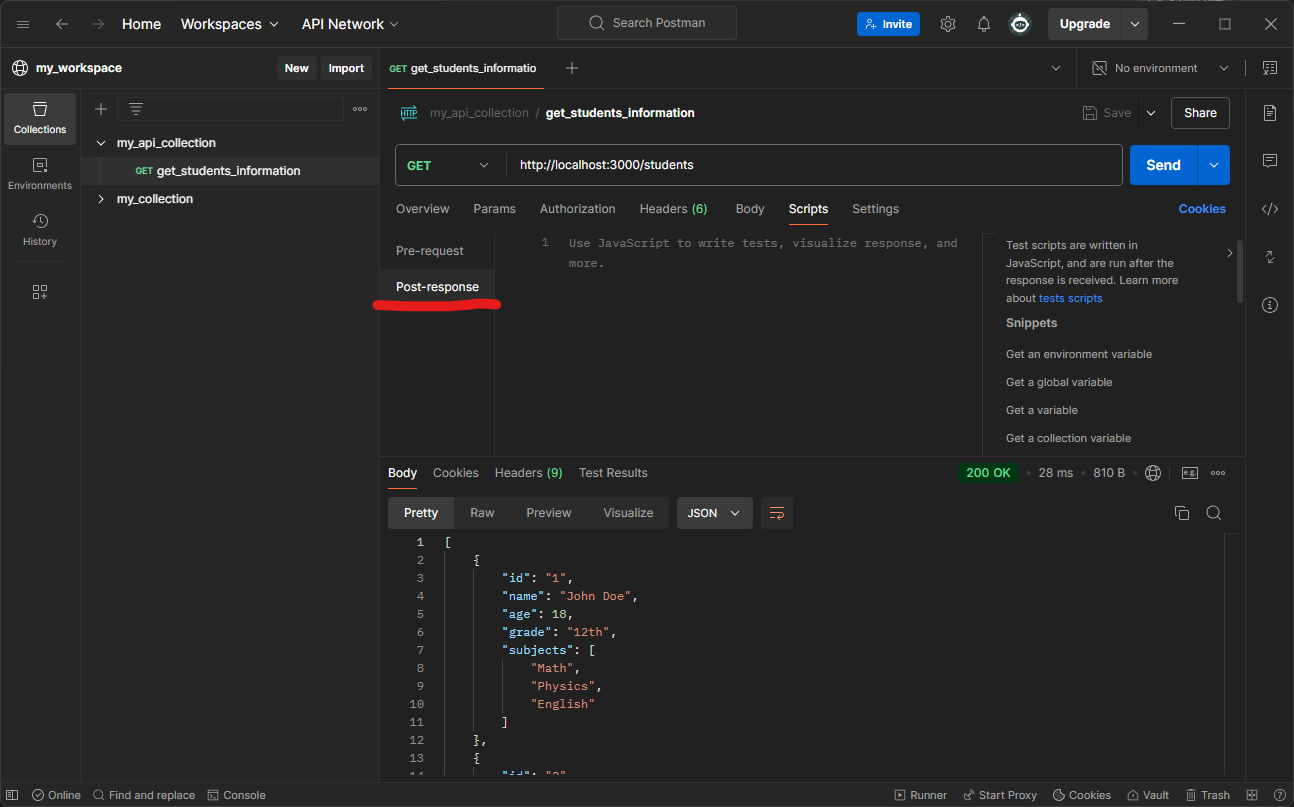 Home Workspaces API Network Search Postman Invite Upgrade
my_workspace New Import GET get_students_informatio No environment
Collections
Environments
History
my_api_collection
GET get_students_information
my_collection
HTTP my_api_collection / get_students_information Save Share
GET http://localhost:3000/students Send
Overview Params Authorization Headers (6) Body Scripts Settings Cookies
Pre-request
Post-response
1 Use JavaScript to write tests, visualize response, and
more.
Test scripts are written in
JavaScript, and are run after the
response is received. Learn more
about tests scripts
Snippets
Get an environment variable
Get a global variable
Get a variable
Get a collection variable
Body Cookies Headers (9) Test Results 200 OK 28 ms 810 B e.g.
Pretty Raw Preview Visualize JSON
1 [
2 {
3 "id": "1",
4 "name": "John Doe",
5 "age": 18,
6 "grade": "12th",
7 "subjects": [
8 "Math",
9 "Physics",
10 "English"
11 ]
12 },
13 {
14 "id":
Online Find and replace Console Runner Start Proxy Cookies Vault Trash